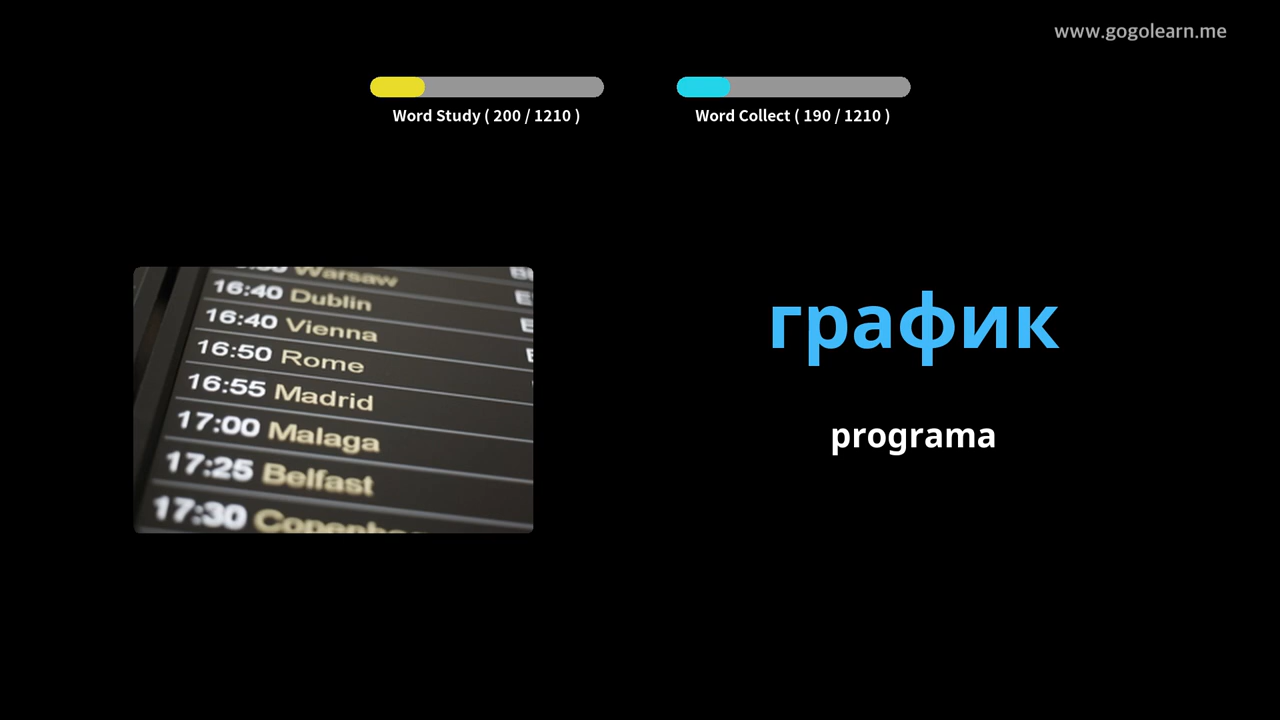 www.gogolearn.me
Word Study ( 200 / 1210 )
Word Collect ( 190 / 1210 )
Warsaw
16:40 Dublin
16:40 Vienna
16:50 Rome
16:55 Madrid
17:00 Malaga
17:25 Belfast
17:30
график
programa